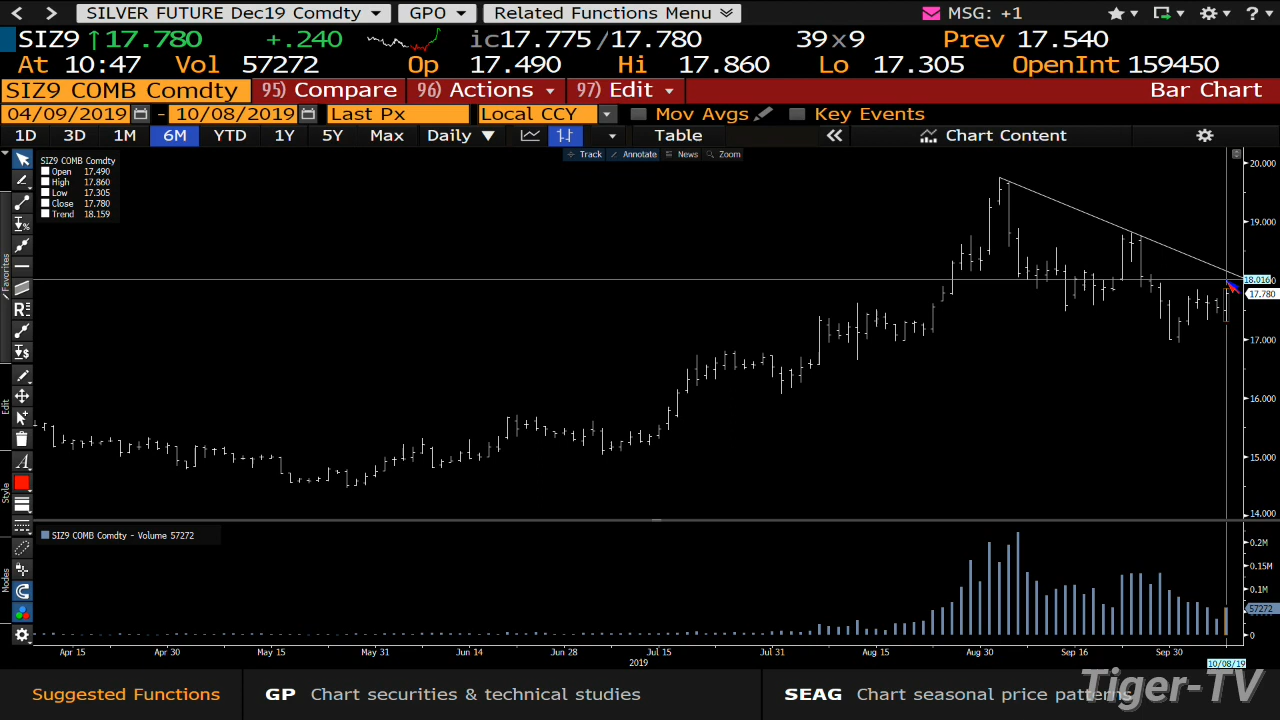 SILVER FUTURE Dec19 Comdty GPO Related Functions Menu MSG: +1 ?
SIZ9 ↑17.780 +.240 ic17.775/17.780 39x9 Prev 17.540
At 10:47 Vol 57272 Op 17.490 Hi 17.860 Lo 17.305 OpenInt 159450
SIZ9 COMB Comdty 95) Compare 96) Actions 97) Edit Bar Chart
04/09/2019 - 10/08/2019 Last Px Local CCY Mov Avgs Key Events
1D 3D 1M 6M YTD 1Y 5Y Max Daily Table Chart Content
Track Annotate News Zoom
SIZ9 COMB Comdty
Open 17.490
High 17.860
Low 17.305
Close 17.780
Trend 18.159
20.000
19.000
18.016
17.780
17.000
16.000
15.000
14.000
Favorites
Edit
Style
Modes
SIZ9 COMB Comdty - Volume 57272
0.2M
0.15M
0.1M
57272
0
Apr 15 Apr 30 May 15 May 31 Jun 14 Jun 28 Jul 15 Jul 31 Aug 15 Aug 30 Sep 16 Sep 30
2019
10/08/19
Suggested Functions GP Chart securities & technical studies SEAG Chart seasonal price patterns
Tiger-TV